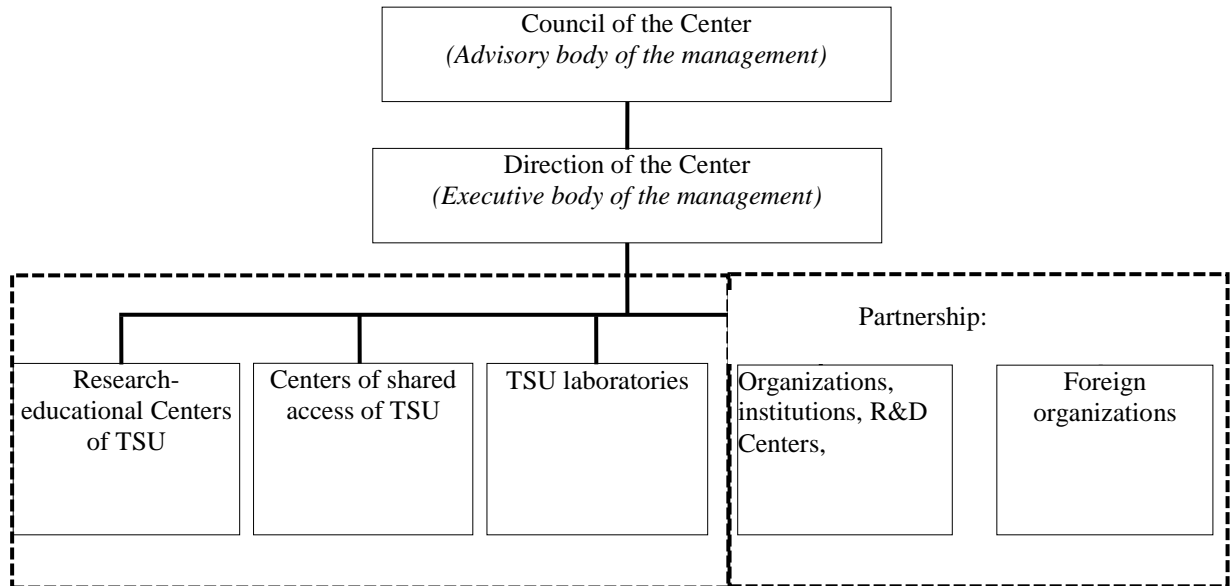 Council of the Center
(Advisory body of the management)
Direction of the Center
(Executive body of the management)
Partnership:
Research-
educational Centers
of TSU
Centers of shared
access of TSU
TSU laboratories
Organizations,
institutions, R&D
Centers,
Foreign
organizations